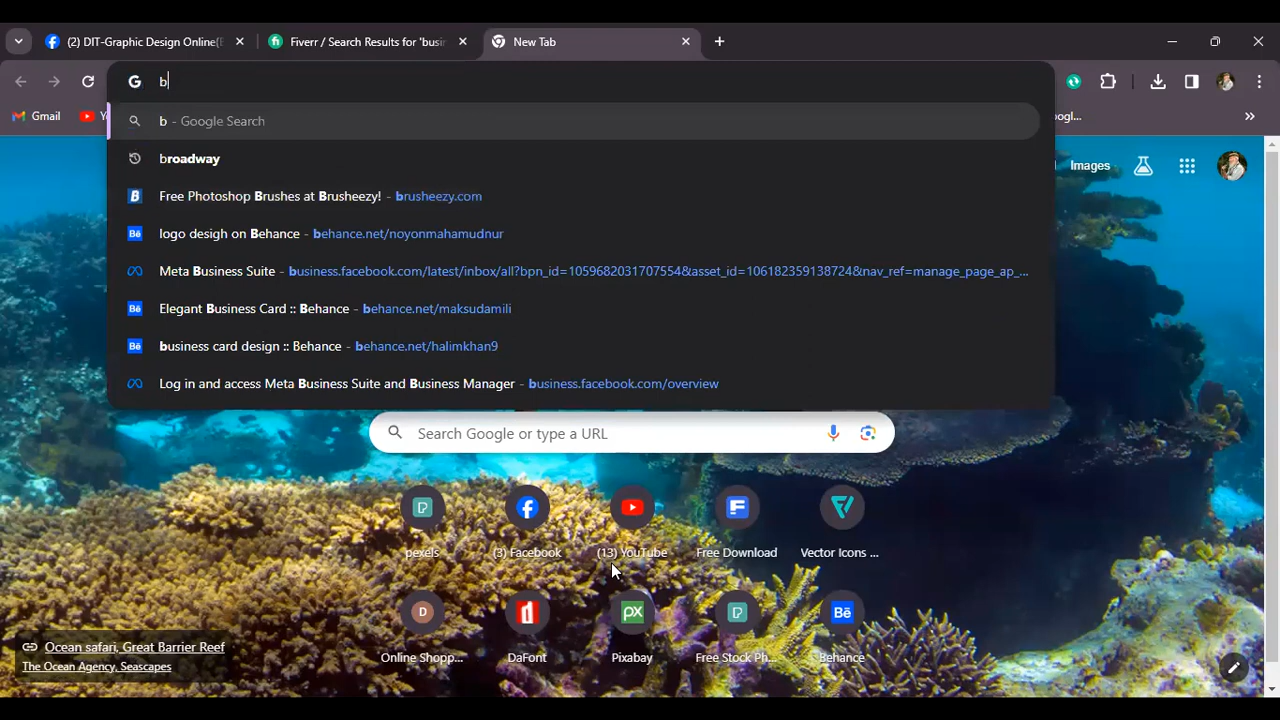 (2) DIT-Graphic Design Online(
Fiverr / Search Results for 'busi
New Tab
b
Gmail
b - Google Search
broadway
Free Photoshop Brushes at Brusheezy! - brusheezy.com
logo desigh on Behance - behance.net/noyonmahamudnur
Meta Business Suite - business.facebook.com/latest/inbox/all?bpn_id=1059682031707554&asset_id=106182359138724&nav_ref=manage_page_ap_...
Elegant Business Card :: Behance - behance.net/maksudamili
business card design :: Behance - behance.net/halimkhan9
Log in and access Meta Business Suite and Business Manager - business.facebook.com/overview
ogl...
Images
Search Google or type a URL
pexels
(3) Facebook
(13) YouTube
Free Download
Vector Icons ...
Online Shopp...
DaFont
Pixabay
Free Stock Ph...
Behance
Ocean safari, Great Barrier Reef
The Ocean Agency, Seascapes